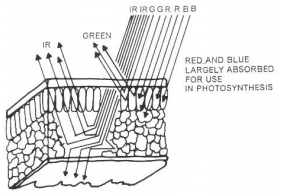 IR IR G G R R B B
IR
GREEN
RED AND BLUE
LARGELY ABSORBED
FOR USE
IN PHOTOSYNTHESIS